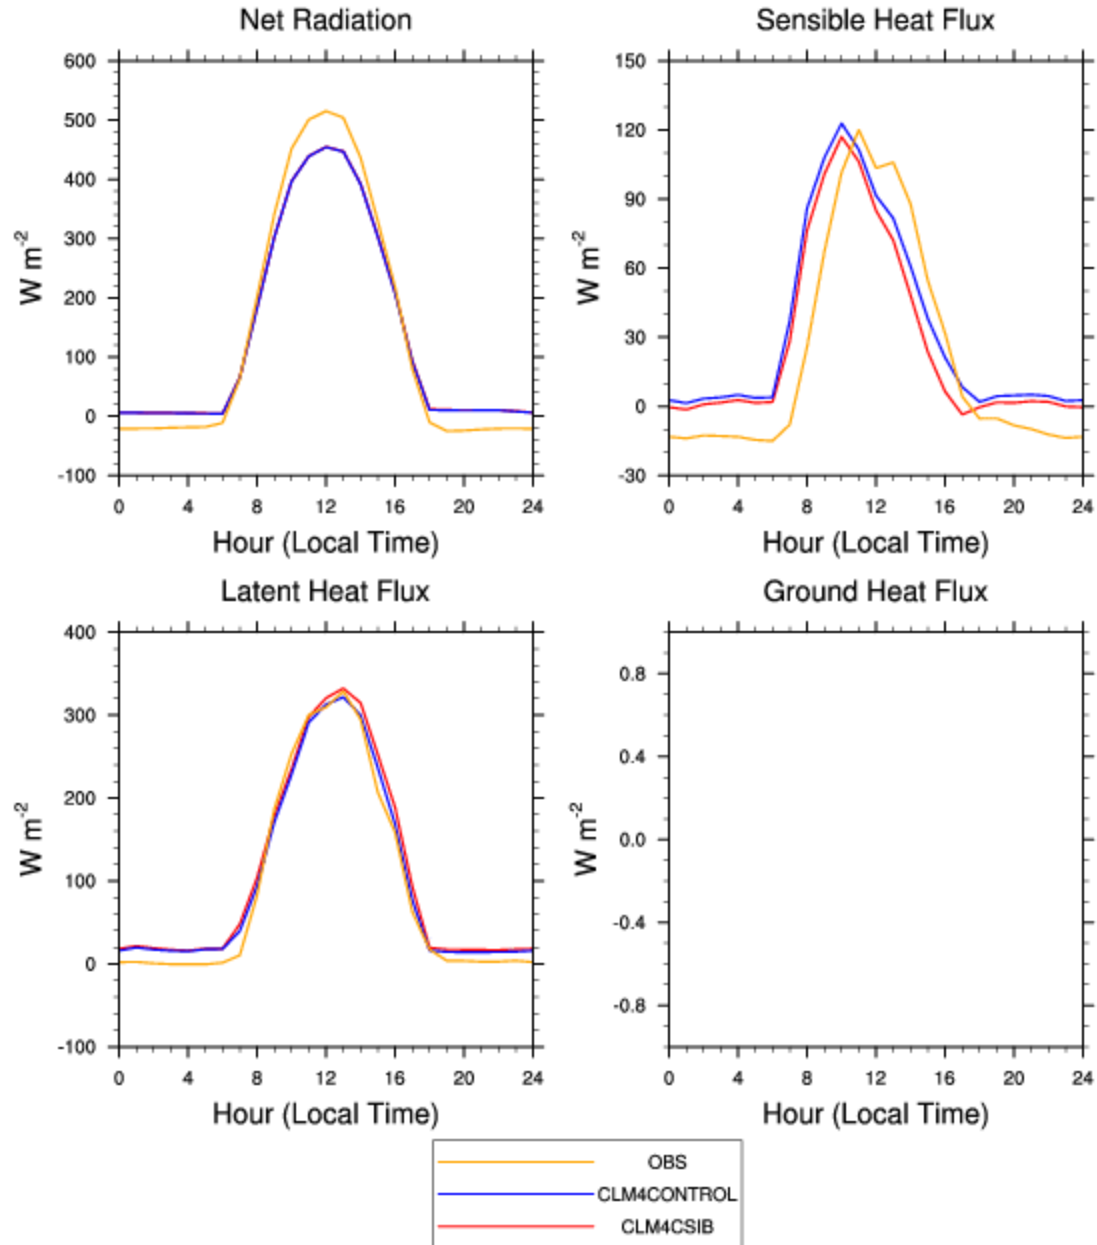 Net Radiation
600
500
400
300
200
100
0
-100
W m-2
0 4 8 12 16 20 24
Hour (Local Time)
Sensible Heat Flux
150
120
90
60
30
0
-30
W m-2
0 4 8 12 16 20 24
Hour (Local Time)
Latent Heat Flux
400
300
200
100
0
-100
W m-2
0 4 8 12 16 20 24
Hour (Local Time)
Ground Heat Flux
0.8
0.4
0.0
-0.4
-0.8
W m-2
0 4 8 12 16 20 24
Hour (Local Time)
OBS
CLM4CONTROL
CLM4CSIB